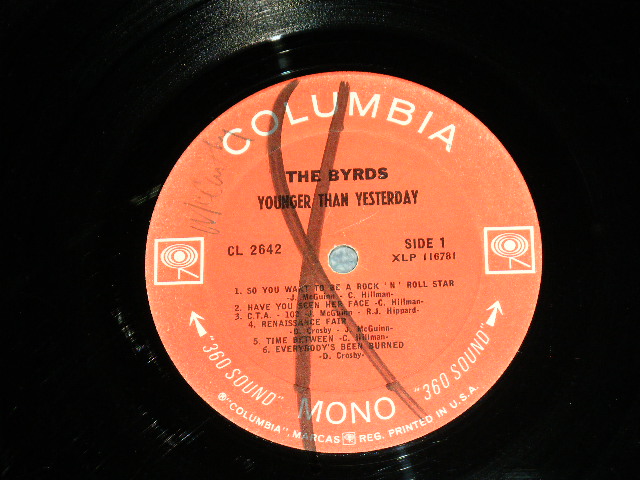 COLUMBIA
THE BYRDS
YOUNGER THAN YESTERDAY
CL 2642
SIDE 1
XLP 116781
1. SO YOU WANT TO BE A ROCK 'N' ROLL STAR
-J. McGuinn - C. Hillman-
2. HAVE YOU SEEN HER FACE - C. Hillman-
3. C.T.A. - 102 -J. McGuinn - R.J. Hippard-
4. RENAISSANCE FAIR
-D. Crosby - J. McGuinn-
5. TIME BETWEEN -C. Hillman-
6. EVERYBODY'S BEEN BURNED
-D. Crosby-
"360 SOUND"
MONO
"360 SOUND"
® "COLUMBIA", MARCAS REG. PRINTED IN U.S.A.